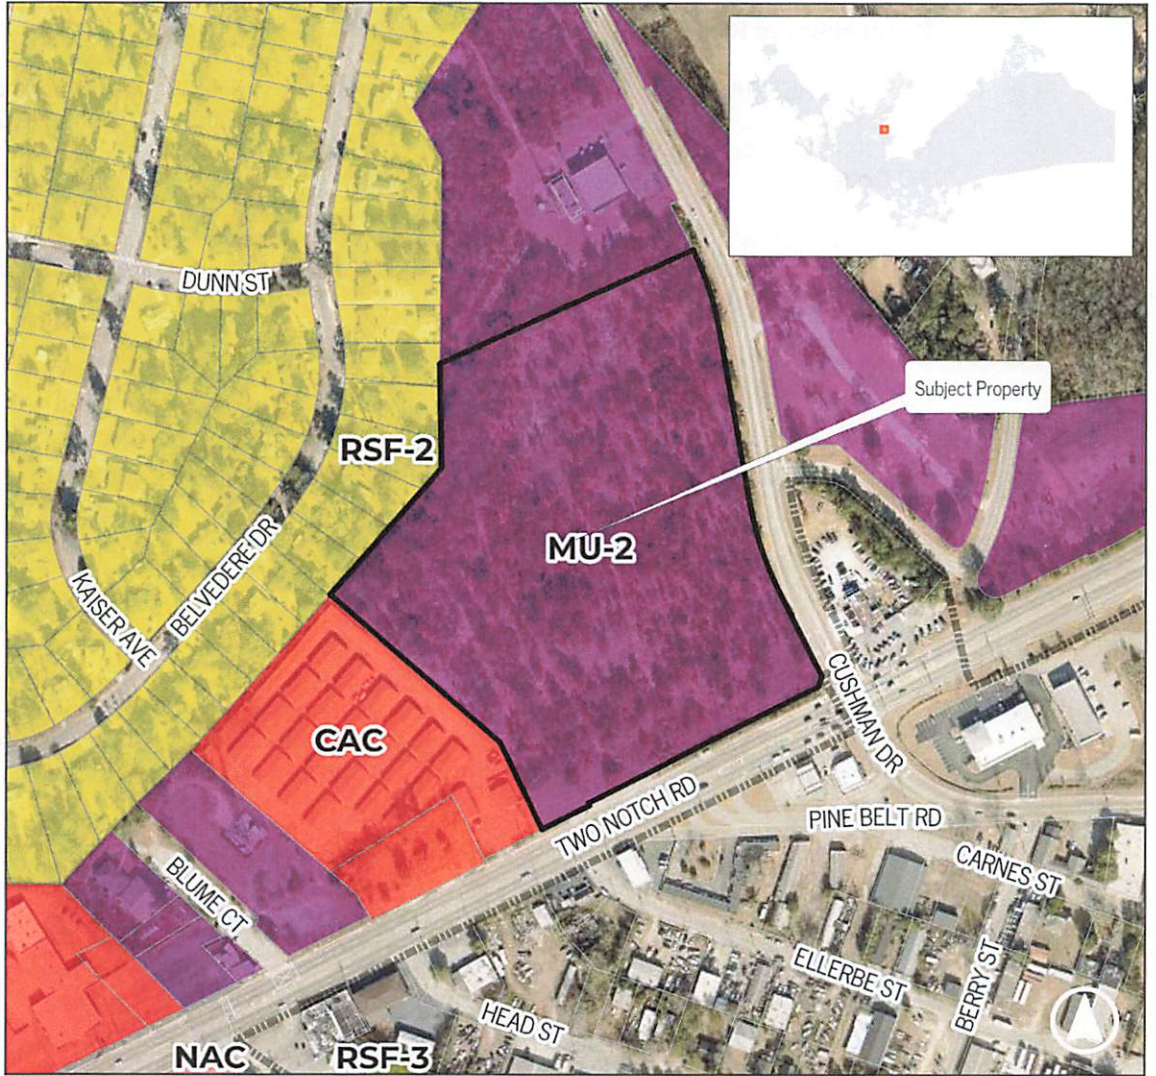 DUNN ST
Subject Property
RSF-2
MU-2
KAISER AVE
BELVEDERE DR
CUSHMAN DR
CAC
TWO NOTCH RD
PINE BELT RD
CARNES ST
BLUME CT
ELLERBE ST
BERRY ST
HEAD ST
NAC
RSF-3